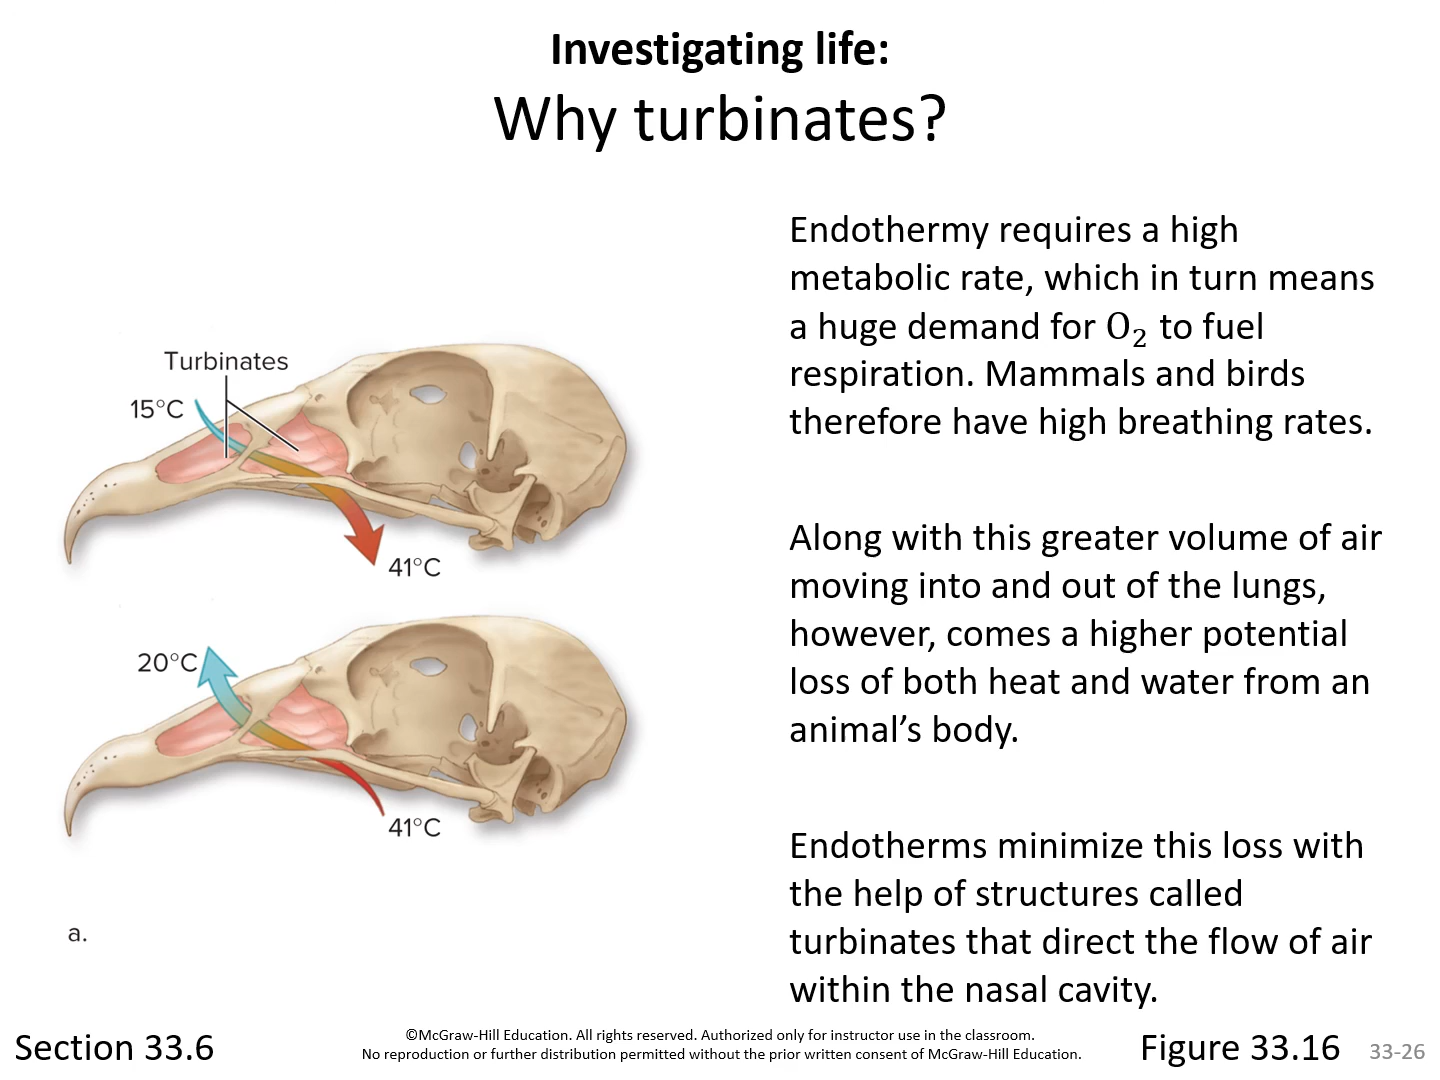 Investigating life:
Why turbinates?
Turbinates
15°C
41°C
20°C
41°C
a.
Endothermy requires a high
metabolic rate, which in turn means
a huge demand for O₂ to fuel
respiration. Mammals and birds
therefore have high breathing rates.
Along with this greater volume of air
moving into and out of the lungs,
however, comes a higher potential
loss of both heat and water from an
animal’s body.
Endotherms minimize this loss with
the help of structures called
turbinates that direct the flow of air
within the nasal cavity.
Section 33.6
©McGraw-Hill Education. All rights reserved. Authorized only for instructor use in the classroom.
No reproduction or further distribution permitted without the prior written consent of McGraw-Hill Education.
Figure 33.16
33-26